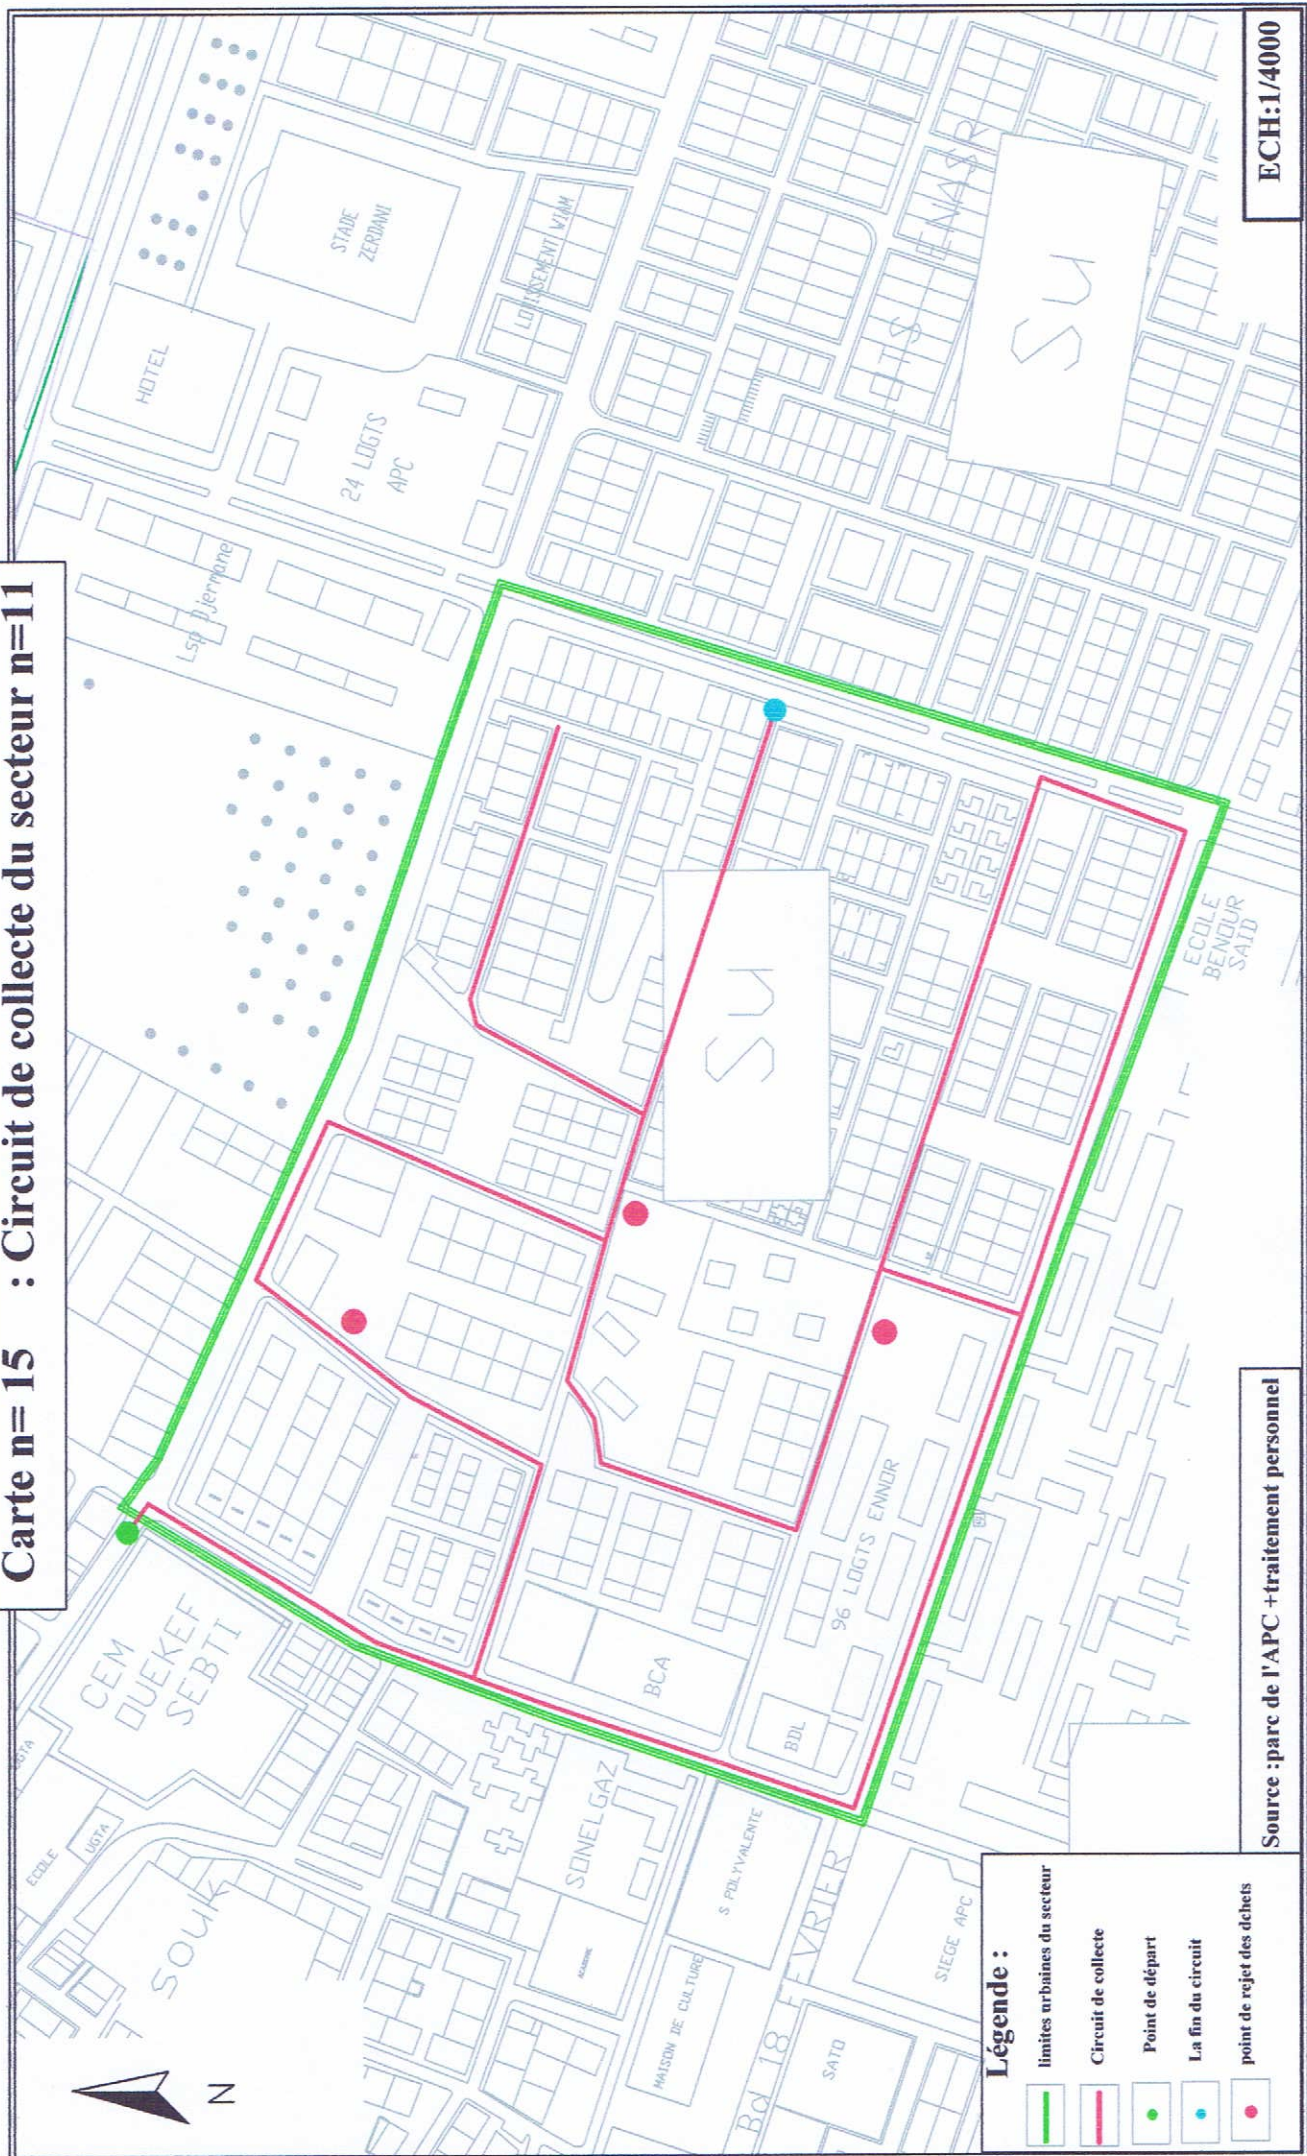 Carte n= 15 : Circuit de collecte du secteur n=11
ECOLE
UGTA
CEM
OUEKEF
SEBTI
SOUK
Lsp Djermane
HOTEL
24 LOGTS
APC
STADE
ZERDANI
LOTISSEMENT WIAM
SONELGAZ
BCA
BDL
96 LOGTS ENNOR
S POLYVALENTE
MAISON DE CULTURE
Bd 18 FEVRIER
SATO
SIEGE APC
SU
LOTS ENASR
SU
ECOLE
BENOUR
SAID
N
Légende :
limites urbaines du secteur
Circuit de collecte
Point de départ
La fin du circuit
point de rejet des dchets
Source :parc de l'APC +traitement personnel
ECH:1/4000